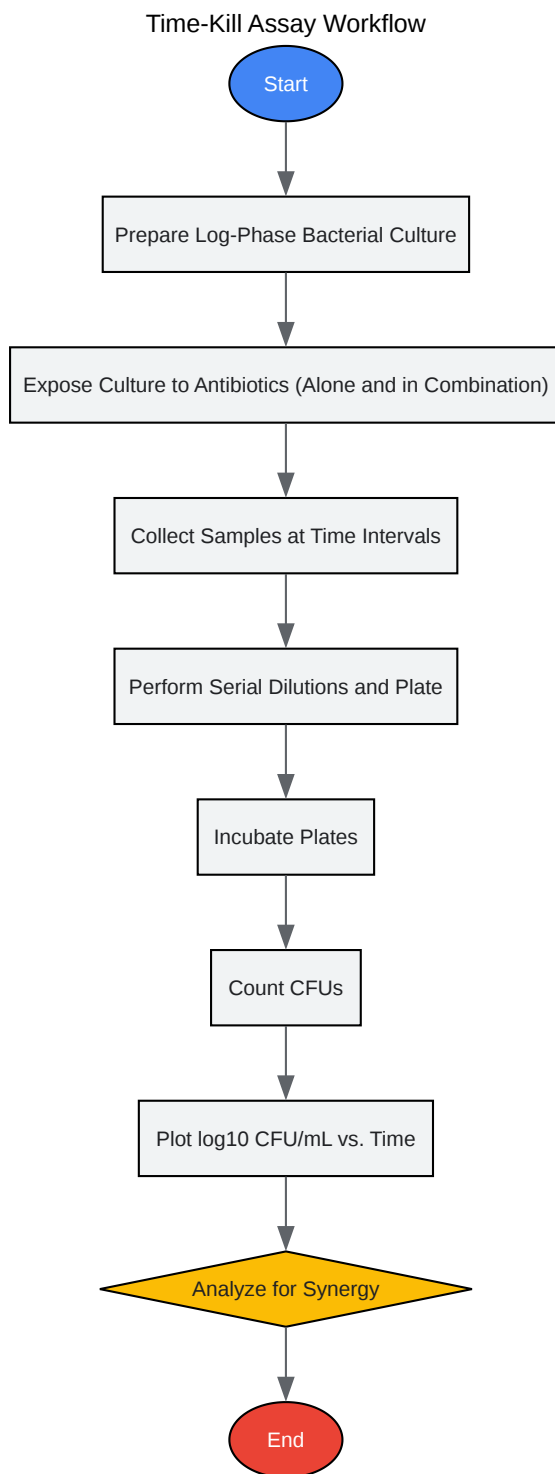 Time-Kill Assay Workflow
Start
Prepare Log-Phase Bacterial Culture
Expose Culture to Antibiotics (Alone and in Combination)
Collect Samples at Time Intervals
Perform Serial Dilutions and Plate
Incubate Plates
Count CFUs
Plot log10 CFU/mL vs. Time
Analyze for Synergy
End